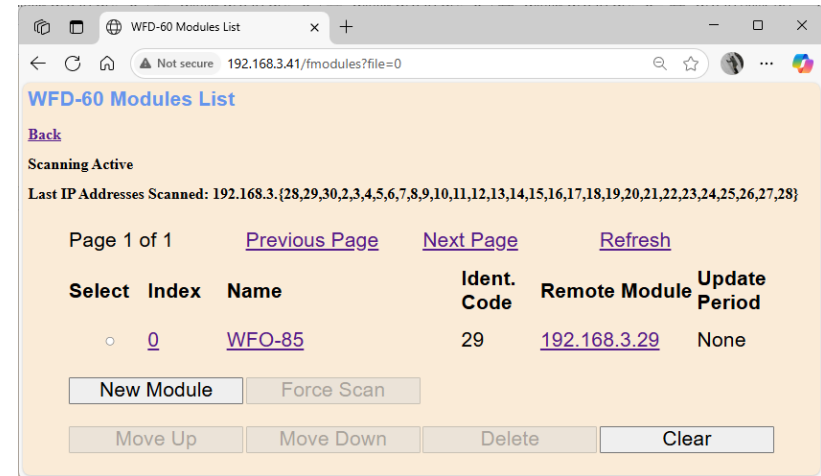 WFD-60 Modules List
Not secure 192.168.3.41/fmodules?file=0
WFD-60 Modules List
Back
Scanning Active
Last IP Addresses Scanned: 192.168.3.{28,29,30,2,3,4,5,6,7,8,9,10,11,12,13,14,15,16,17,18,19,20,21,22,23,24,25,26,27,28}
Page 1 of 1 Previous Page Next Page Refresh
Select Index Name Ident. Code Remote Module Update Period
0 WFO-85 29 192.168.3.29 None
New Module Force Scan
Move Up Move Down Delete Clear